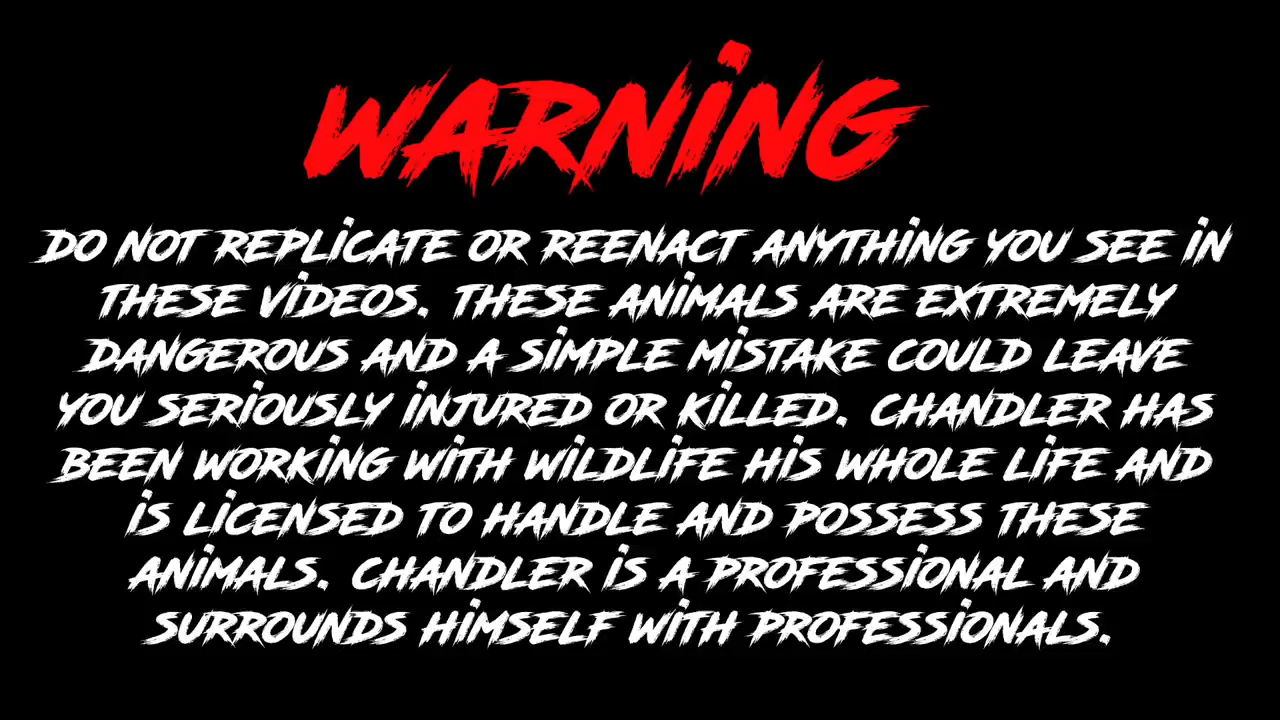 WARNING
DO NOT REPLICATE OR REENACT ANYTHING YOU SEE IN
THESE VIDEOS. THESE ANIMALS ARE EXTREMELY
DANGEROUS AND A SIMPLE MISTAKE COULD LEAVE
YOU SERIOUSLY INJURED OR KILLED. CHANDLER HAS
BEEN WORKING WITH WILDLIFE HIS WHOLE LIFE AND
IS LICENSED TO HANDLE AND POSSESS THESE
ANIMALS. CHANDLER IS A PROFESSIONAL AND
SURROUNDS HIMSELF WITH PROFESSIONALS.